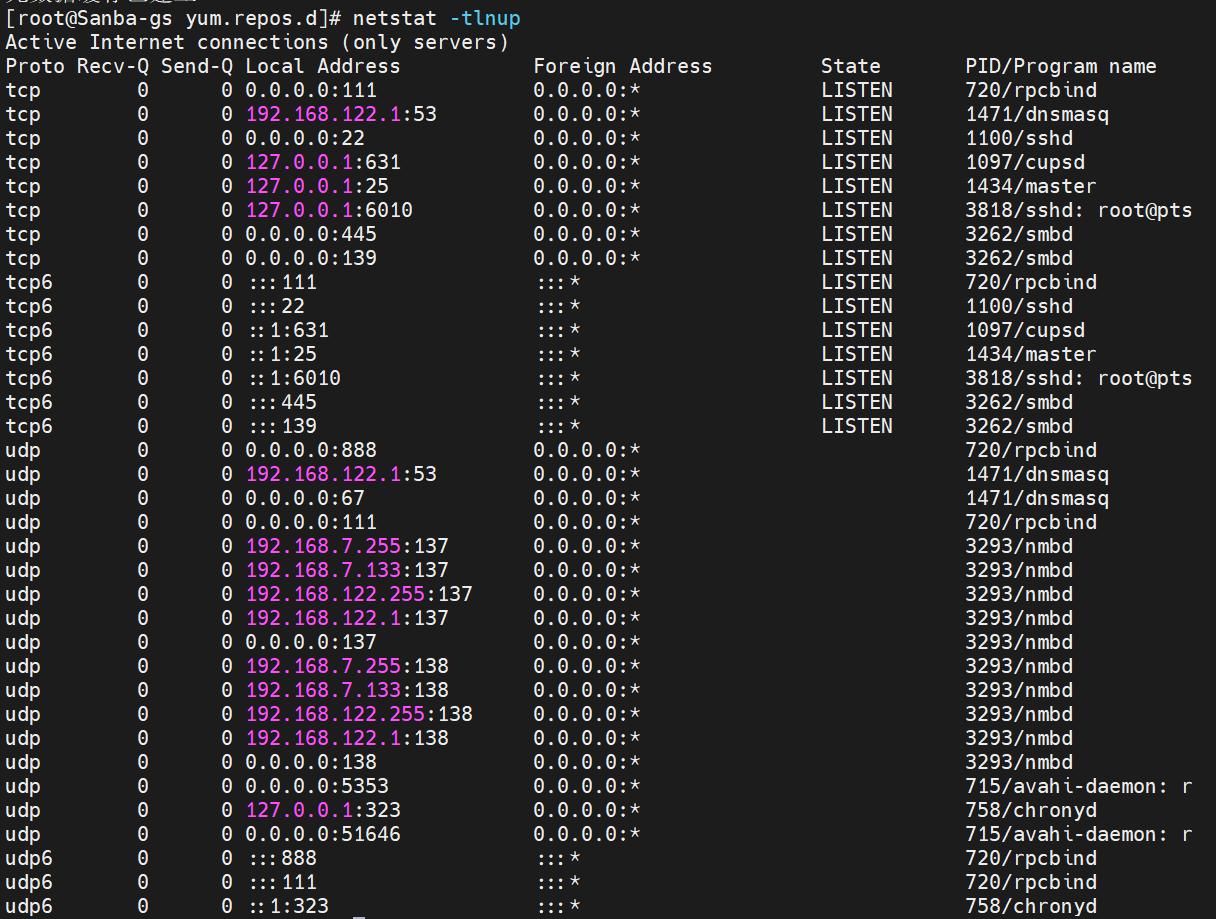 [root@Sanba-gs yum.repos.d]# netstat -tlnup
Active Internet connections (only servers)
Proto Recv-Q Send-Q Local Address           Foreign Address         State       PID/Program name
tcp        0      0 0.0.0.0:111             0.0.0.0:*               LISTEN      720/rpcbind
tcp        0      0 192.168.122.1:53        0.0.0.0:*               LISTEN      1471/dnsmasq
tcp        0      0 0.0.0.0:22              0.0.0.0:*               LISTEN      1100/sshd
tcp        0      0 127.0.0.1:631           0.0.0.0:*               LISTEN      1097/cupsd
tcp        0      0 127.0.0.1:25            0.0.0.0:*               LISTEN      1434/master
tcp        0      0 127.0.0.1:6010          0.0.0.0:*               LISTEN      3818/sshd: root@pts
tcp        0      0 0.0.0.0:445             0.0.0.0:*               LISTEN      3262/smbd
tcp        0      0 0.0.0.0:139             0.0.0.0:*               LISTEN      3262/smbd
tcp6       0      0 :::111                  :::*                    LISTEN      720/rpcbind
tcp6       0      0 :::22                   :::*                    LISTEN      1100/sshd
tcp6       0      0 ::1:631                 :::*                    LISTEN      1097/cupsd
tcp6       0      0 ::1:25                  :::*                    LISTEN      1434/master
tcp6       0      0 ::1:6010                :::*                    LISTEN      3818/sshd: root@pts
tcp6       0      0 :::445                  :::*                    LISTEN      3262/smbd
tcp6       0      0 :::139                  :::*                    LISTEN      3262/smbd
udp        0      0 0.0.0.0:888             0.0.0.0:*                           720/rpcbind
udp        0      0 192.168.122.1:53        0.0.0.0:*                           1471/dnsmasq
udp        0      0 0.0.0.0:67              0.0.0.0:*                           1471/dnsmasq
udp        0      0 0.0.0.0:111             0.0.0.0:*                           720/rpcbind
udp        0      0 192.168.7.255:137       0.0.0.0:*                           3293/nmbd
udp        0      0 192.168.7.133:137       0.0.0.0:*                           3293/nmbd
udp        0      0 192.168.122.255:137     0.0.0.0:*                           3293/nmbd
udp        0      0 192.168.122.1:137       0.0.0.0:*                           3293/nmbd
udp        0      0 0.0.0.0:137             0.0.0.0:*                           3293/nmbd
udp        0      0 192.168.7.255:138       0.0.0.0:*                           3293/nmbd
udp        0      0 192.168.7.133:138       0.0.0.0:*                           3293/nmbd
udp        0      0 192.168.122.255:138     0.0.0.0:*                           3293/nmbd
udp        0      0 192.168.122.1:138       0.0.0.0:*                           3293/nmbd
udp        0      0 0.0.0.0:138             0.0.0.0:*                           3293/nmbd
udp        0      0 0.0.0.0:5353            0.0.0.0:*                           715/avahi-daemon: r
udp        0      0 127.0.0.1:323           0.0.0.0:*                           758/chronyd
udp        0      0 0.0.0.0:51646           0.0.0.0:*                           715/avahi-daemon: r
udp6       0      0 :::888                  :::*                                720/rpcbind
udp6       0      0 :::111                  :::*                                720/rpcbind
udp6       0      0 ::1:323                 :::*                                758/chronyd